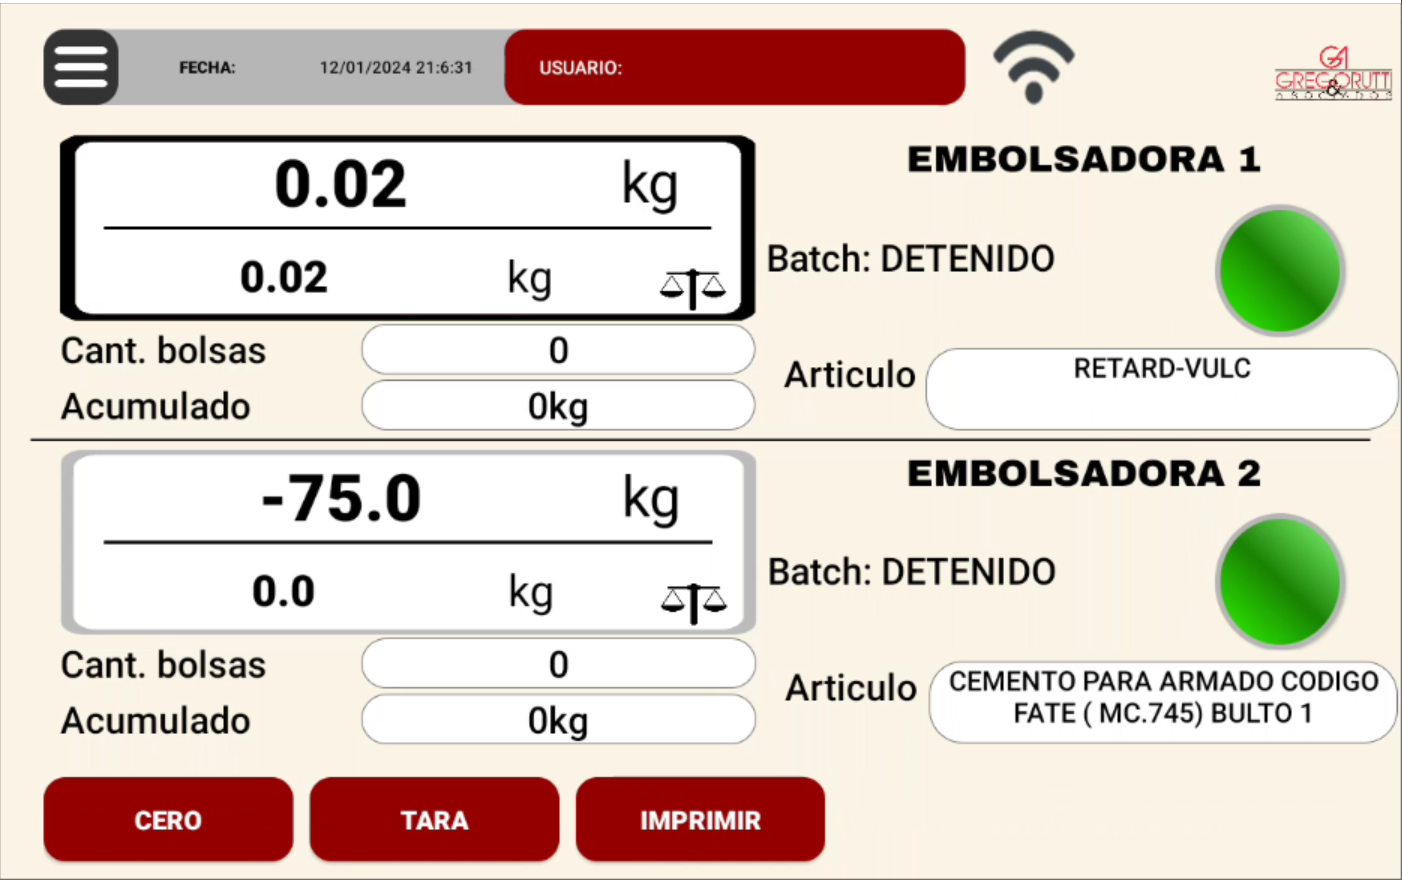 FECHA: 12/01/2024 21:6:31 USUARIO:
GA
GREGORUTTI
&
ASOCIADOS
0.02 kg
0.02 kg
EMBOLSADORA 1
Batch: DETENIDO
Cant. bolsas 0
Acumulado 0kg
Articulo RETARD-VULC
-75.0 kg
0.0 kg
EMBOLSADORA 2
Batch: DETENIDO
Cant. bolsas 0
Acumulado 0kg
Articulo CEMENTO PARA ARMADO CODIGO
FATE ( MC.745) BULTO 1
CERO TARA IMPRIMIR